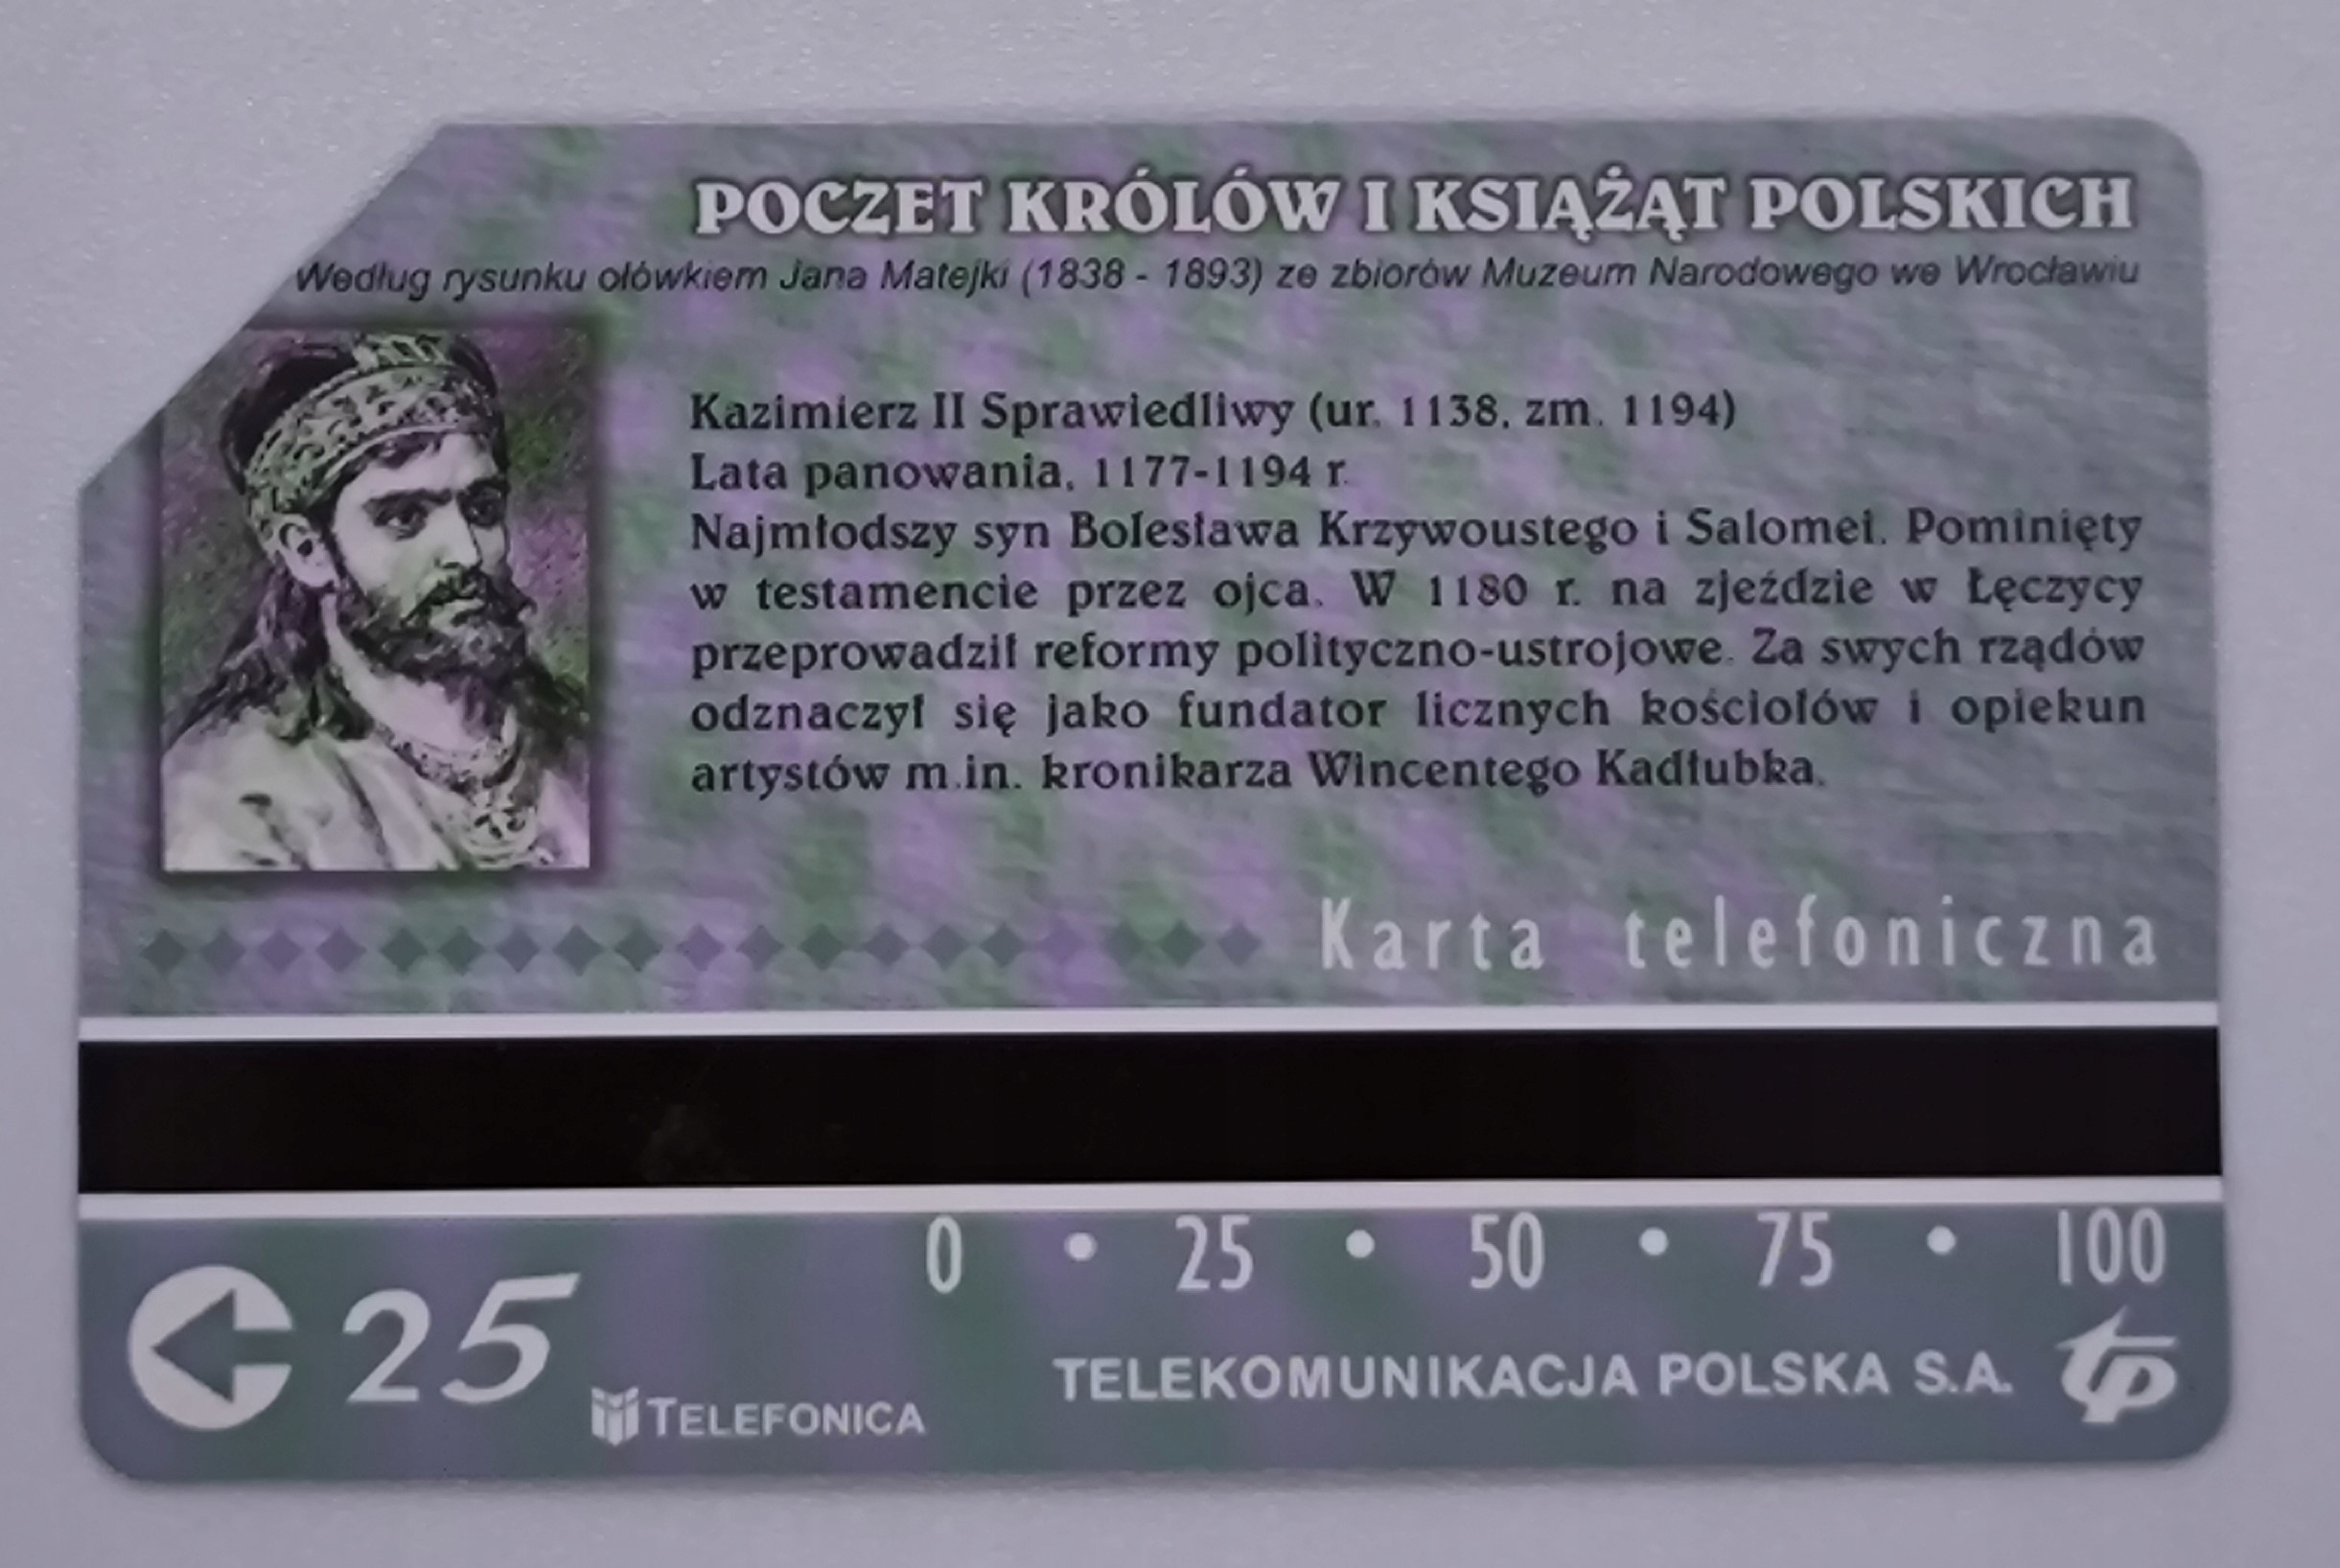 POCZET KRÓLÓW I KSIĄŻĄT POLSKICH
Według rysunku ołówkiem Jana Matejki (1838 - 1893) ze zbiorów Muzeum Narodowego we Wrocławiu
Kazimierz II Sprawiedliwy (ur. 1138, zm. 1194)
Lata panowania, 1177-1194 r.
Najmłodszy syn Bolesława Krzywoustego i Salomei. Pominięty
w testamencie przez ojca. W 1180 r. na zjeździe w Łęczycy
przeprowadził reformy polityczno-ustrojowe. Za swych rządów
odznaczył się jako fundator licznych kościołów i opiekun
artystów m.in. kronikarza Wincentego Kadłubka.
Karta telefoniczna
0 • 25 • 50 • 75 • 100
25
TELEFONICA
TELEKOMUNIKACJA POLSKA S.A. tp